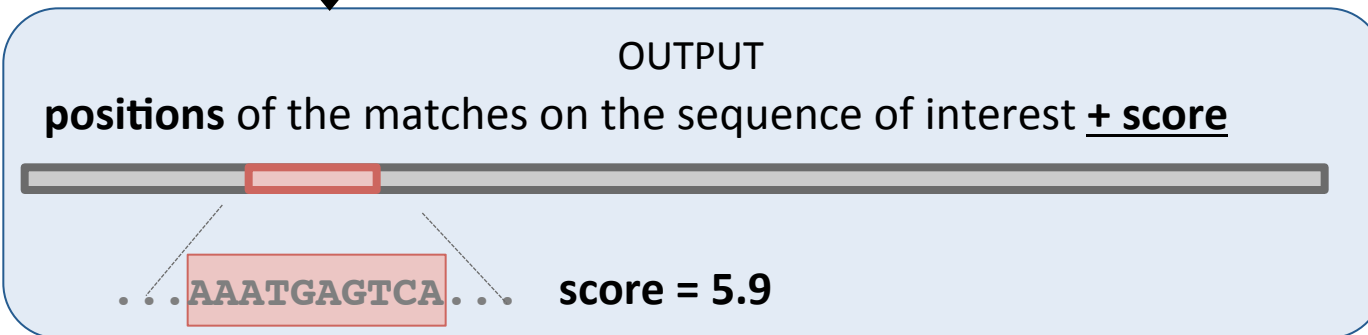 OUTPUT
positions of the matches on the sequence of interest + score
...AAATGAGTCA... score = 5.9